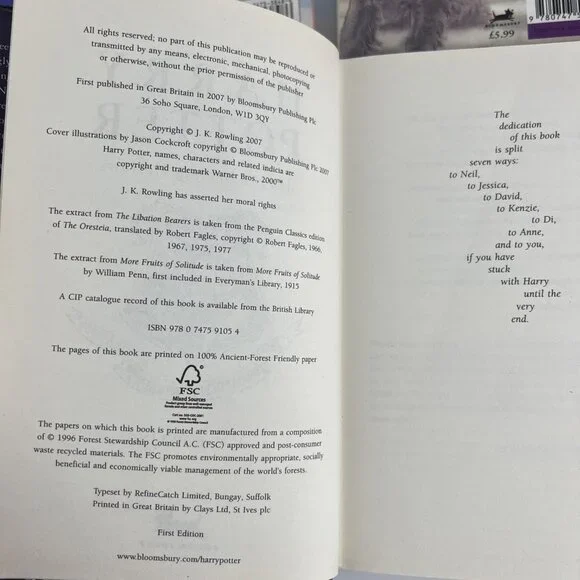 All rights reserved; no part of this publication may be reproduced or
transmitted by any means, electronic, mechanical, photocopying
or otherwise, without the prior permission of the publisher
First published in Great Britain in 2007 by Bloomsbury Publishing Plc
36 Soho Square, London, W1D 3QY
Copyright © J. K. Rowling 2007
Cover illustrations by Jason Cockcroft copyright © Bloomsbury Publishing Plc 2007
Harry Potter, names, characters and related indicia are
copyright and trademark Warner Bros., 2000™
J. K. Rowling has asserted her moral rights
The extract from The Libation Bearers is taken from the Penguin Classics edition
of The Oresteia, translated by Robert Fagles, copyright © Robert Fagles, 1966,
1967, 1975, 1977
The extract from More Fruits of Solitude is taken from More Fruits of Solitude
by William Penn, first included in Everyman's Library, 1915
A CIP catalogue record of this book is available from the British Library
ISBN 978 0 7475 9105 4
The pages of this book are printed on 100% Ancient-Forest Friendly paper
FSC
Mixed Sources
Product group from well-managed
forests and other controlled sources
The papers on which this book is printed are manufactured from a composition
of © 1996 Forest Stewardship Council A.C. (FSC) approved and post-consumer
waste recycled materials. The FSC promotes environmentally appropriate, socially
beneficial and economically viable management of the world's forests.
Typeset by RefineCatch Limited, Bungay, Suffolk
Printed in Great Britain by Clays Ltd, St Ives plc
First Edition
www.bloomsbury.com/harrypotter
£5.99
9 780747
The
dedication
of this book
is split
seven ways:
to Neil,
to Jessica,
to David,
to Kenzie,
to Di,
to Anne,
and to you,
if you have
stuck
with Harry
until the
very
end.